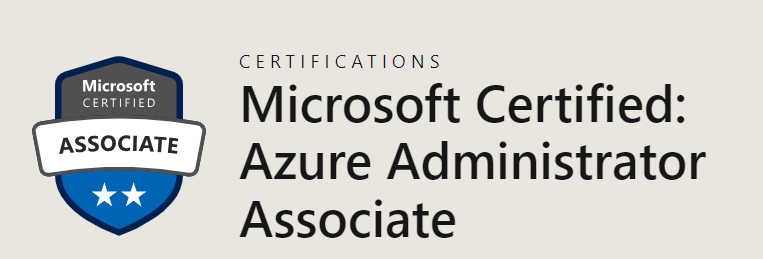 Microsoft
CERTIFIED
ASSOCIATE
CERTIFICATIONS
Microsoft Certified:
Azure Administrator
Associate